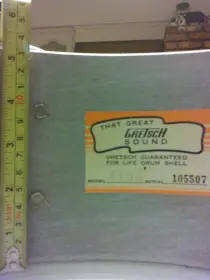 THAT GREAT
GRETSCH
SOUND
GRETSCH GUARANTEED
FOR LIFE DRUM SHELL
MODEL
SERIAL 105507